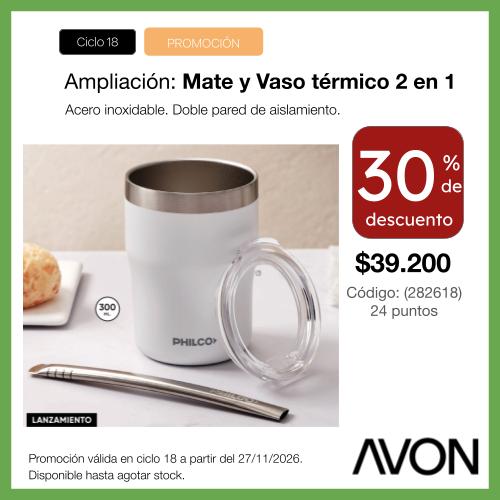 Ciclo 18
PROMOCIÓN
Ampliación: Mate y Vaso térmico 2 en 1
Acero inoxidable. Doble pared de aislamiento.
30% de
descuento
$39.200
Código: (282618)
24 puntos
300
ML.
PHILCO
LANZAMIENTO
Promoción válida en ciclo 18 a partir del 27/11/2026.
Disponible hasta agotar stock.
AVON